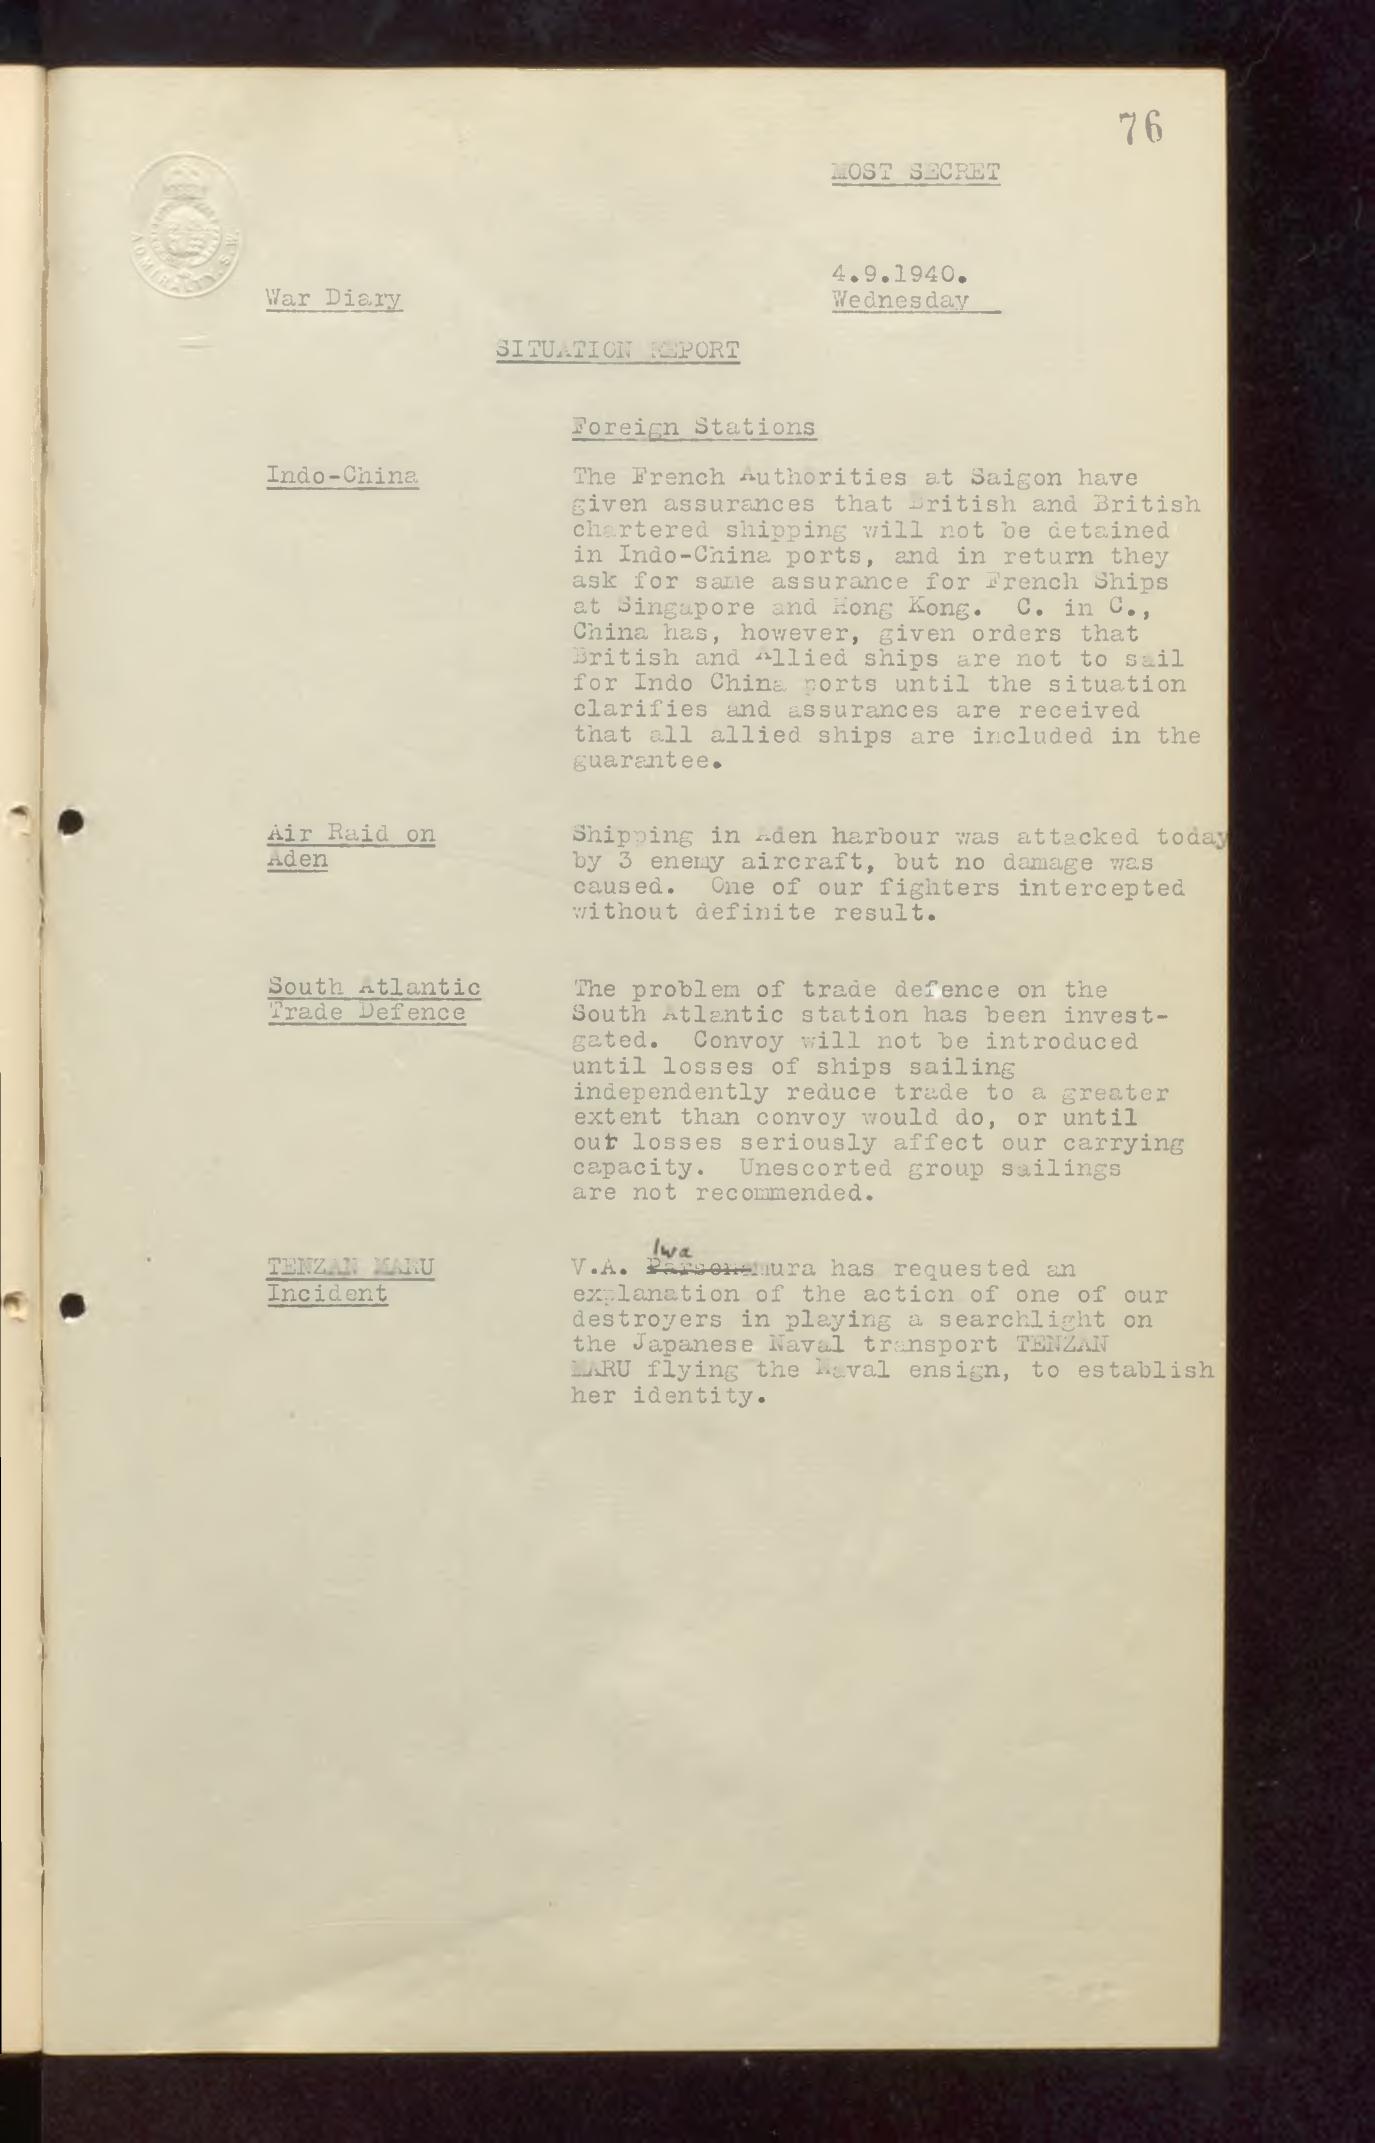 76
MOST SECRET
ADMIRALTY. S.W.
4.9.1940.
War Diary
Wednesday
SITUATION REPORT
Foreign Stations
Indo-China
The French Authorities at Saigon have
given assurances that British and British
chartered shipping will not be detained
in Indo-China ports, and in return they
ask for same assurance for French Ships
at Singapore and Hong Kong. C. in C.,
China has, however, given orders that
British and Allied ships are not to sail
for Indo China ports until the situation
clarifies and assurances are received
that all allied ships are included in the
guarantee.
Air Raid on
Aden
Shipping in Aden harbour was attacked today
by 3 enemy aircraft, but no damage was
caused. One of our fighters intercepted
without definite result.
South Atlantic
Trade Defence
The problem of trade defence on the
South Atlantic station has been invest-
gated. Convoy will not be introduced
until losses of ships sailing
independently reduce trade to a greater
extent than convoy would do, or until
our losses seriously affect our carrying
capacity. Unescorted group sailings
are not recommended.
TENZAN MARU
Incident
Iwa
V.A. mura has requested an
explanation of the action of one of our
destroyers in playing a searchlight on
the Japanese Naval transport TENZAN
MARU flying the Naval ensign, to establish
her identity.